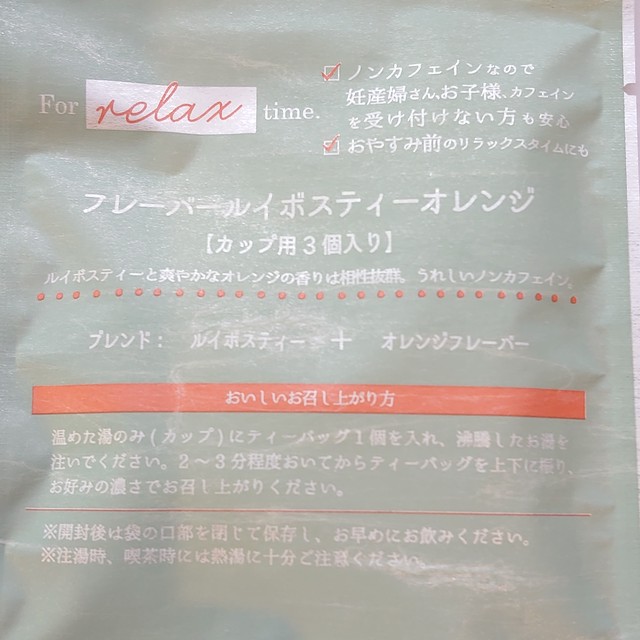 For relax time.
ノンカフェインなので
妊産婦さん、お子様、カフェイン
を受け付けない方も安心
おやすみ前のリラックスタイムにも
フレーバールイボスティーオレンジ
【カップ用3個入り】
ルイボスティーと爽やかなオレンジの香りは相性抜群。うれしいノンカフェイン。
ブレンド： ルイボスティー + オレンジフレーバー
おいしいお召し上がり方
温めた湯のみ(カップ)にティーバッグ1個を入れ、沸騰したお湯を
注いでください。2〜3分程度おいてからティーバッグを上下に振り、
お好みの濃さでお召し上がりください。
※開封後は袋の口部を閉じて保存し、お早めにお飲みください。
※注湯時、喫茶時には熱湯に十分ご注意ください。